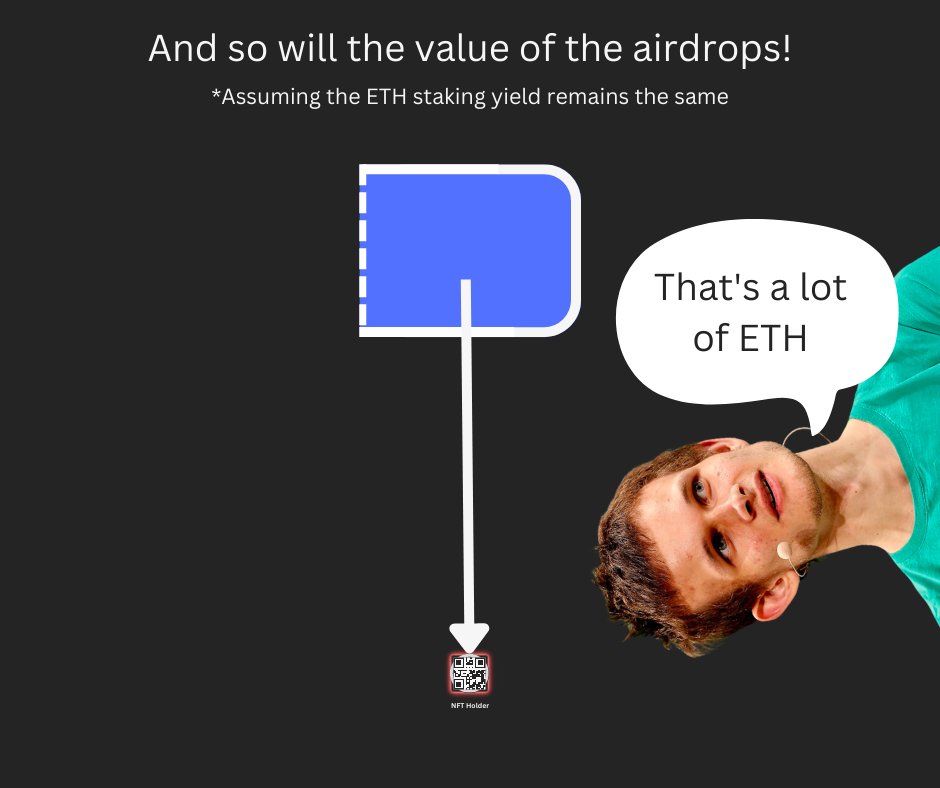 And so will the value of the airdrops!
*Assuming the ETH staking yield remains the same
That's a lot
of ETH
NFT Holder